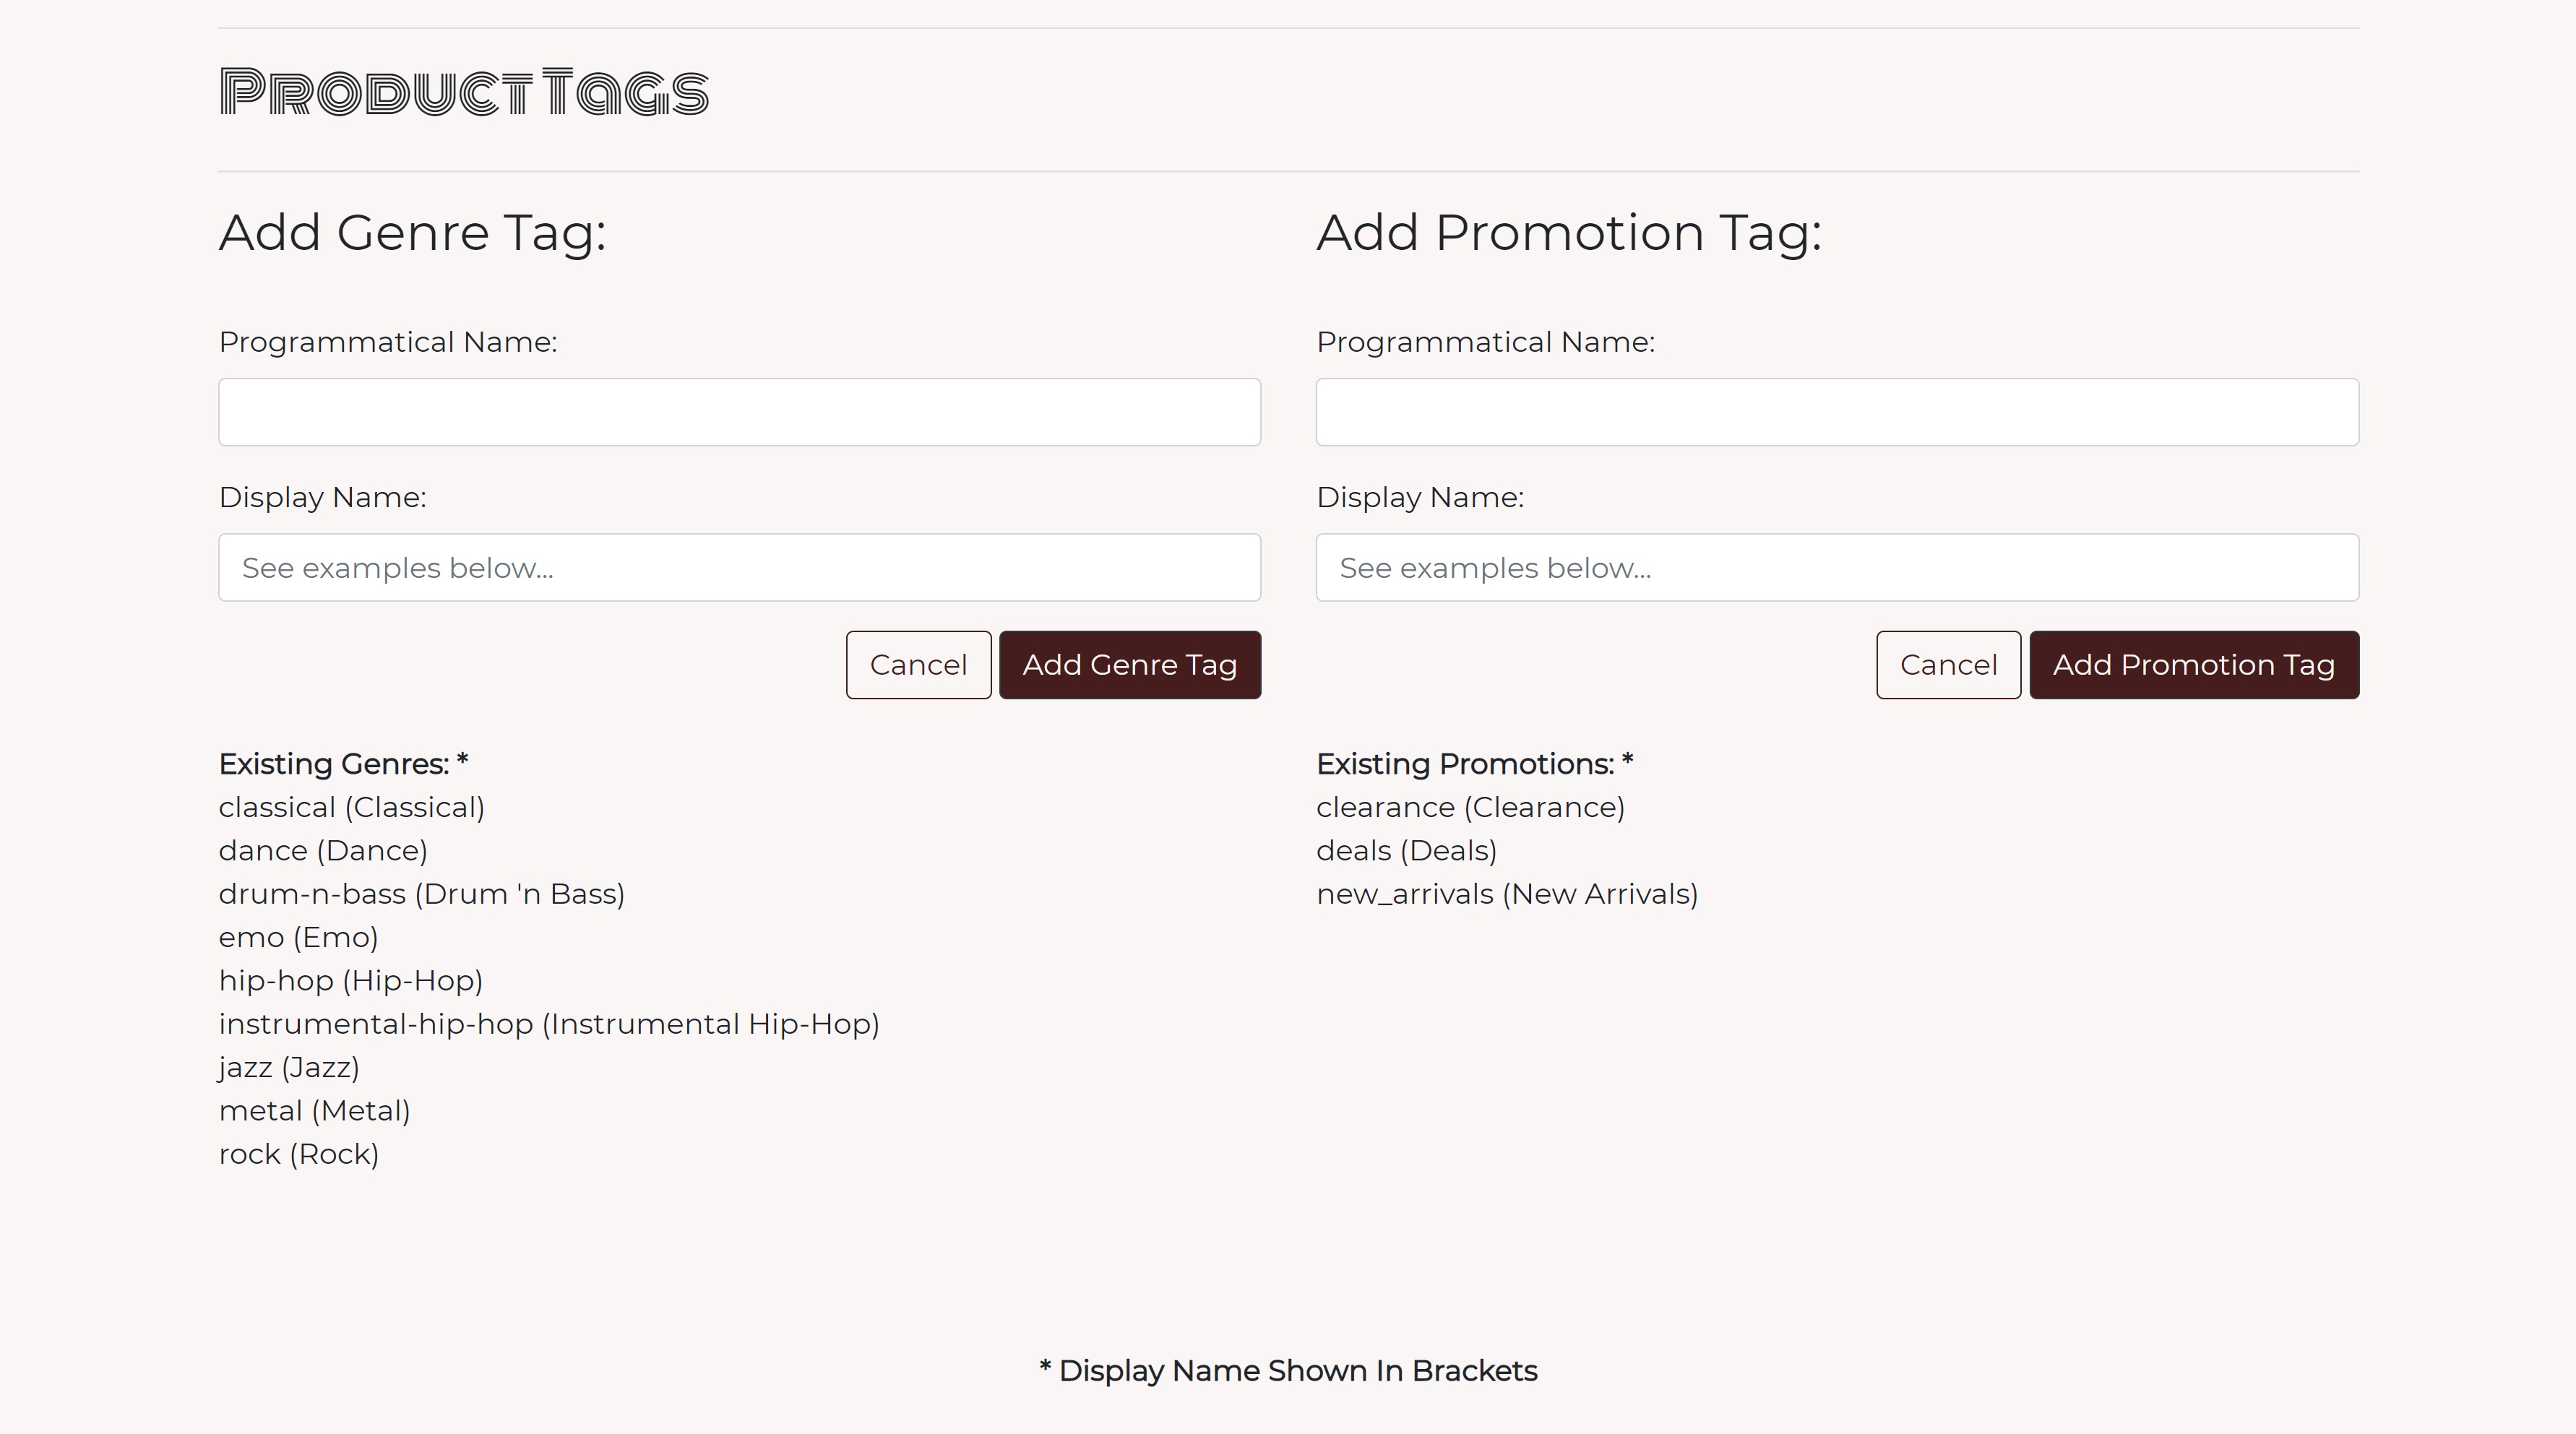 Product Tags
Add Genre Tag:
Programmatical Name:
Display Name:
See examples below...
Cancel
Add Genre Tag
Existing Genres: *
classical (Classical)
dance (Dance)
drum-n-bass (Drum 'n Bass)
emo (Emo)
hip-hop (Hip-Hop)
instrumental-hip-hop (Instrumental Hip-Hop)
jazz (Jazz)
metal (Metal)
rock (Rock)
Add Promotion Tag:
Programmatical Name:
Display Name:
See examples below...
Cancel
Add Promotion Tag
Existing Promotions: *
clearance (Clearance)
deals (Deals)
new_arrivals (New Arrivals)
* Display Name Shown In Brackets